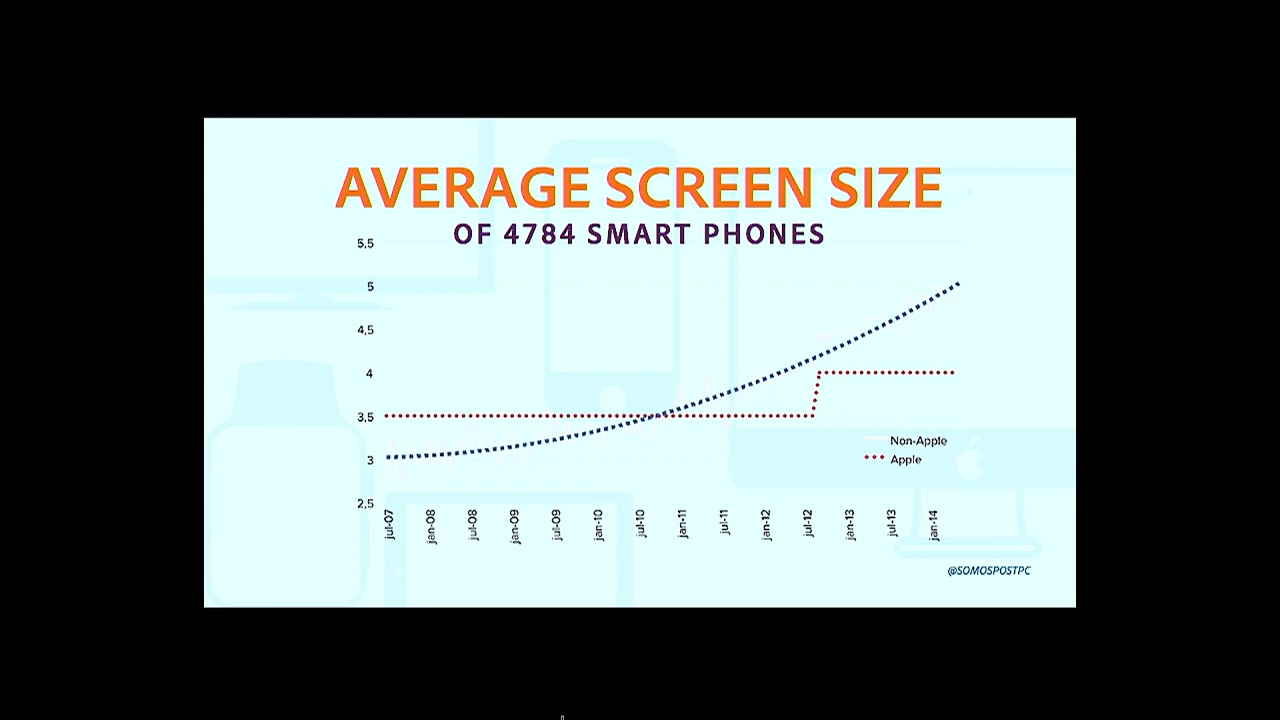 AVERAGE SCREEN SIZE
OF 4784 SMART PHONES
5,5
5
4,5
4
3,5
3
2,5
Non-Apple
Apple
jul-07
jan-08
jul-08
jan-09
jul-09
jan-10
jul-10
jan-11
jul-11
jan-12
jul-12
jan-13
jul-13
jan-14
@SOMOSPOSTPC